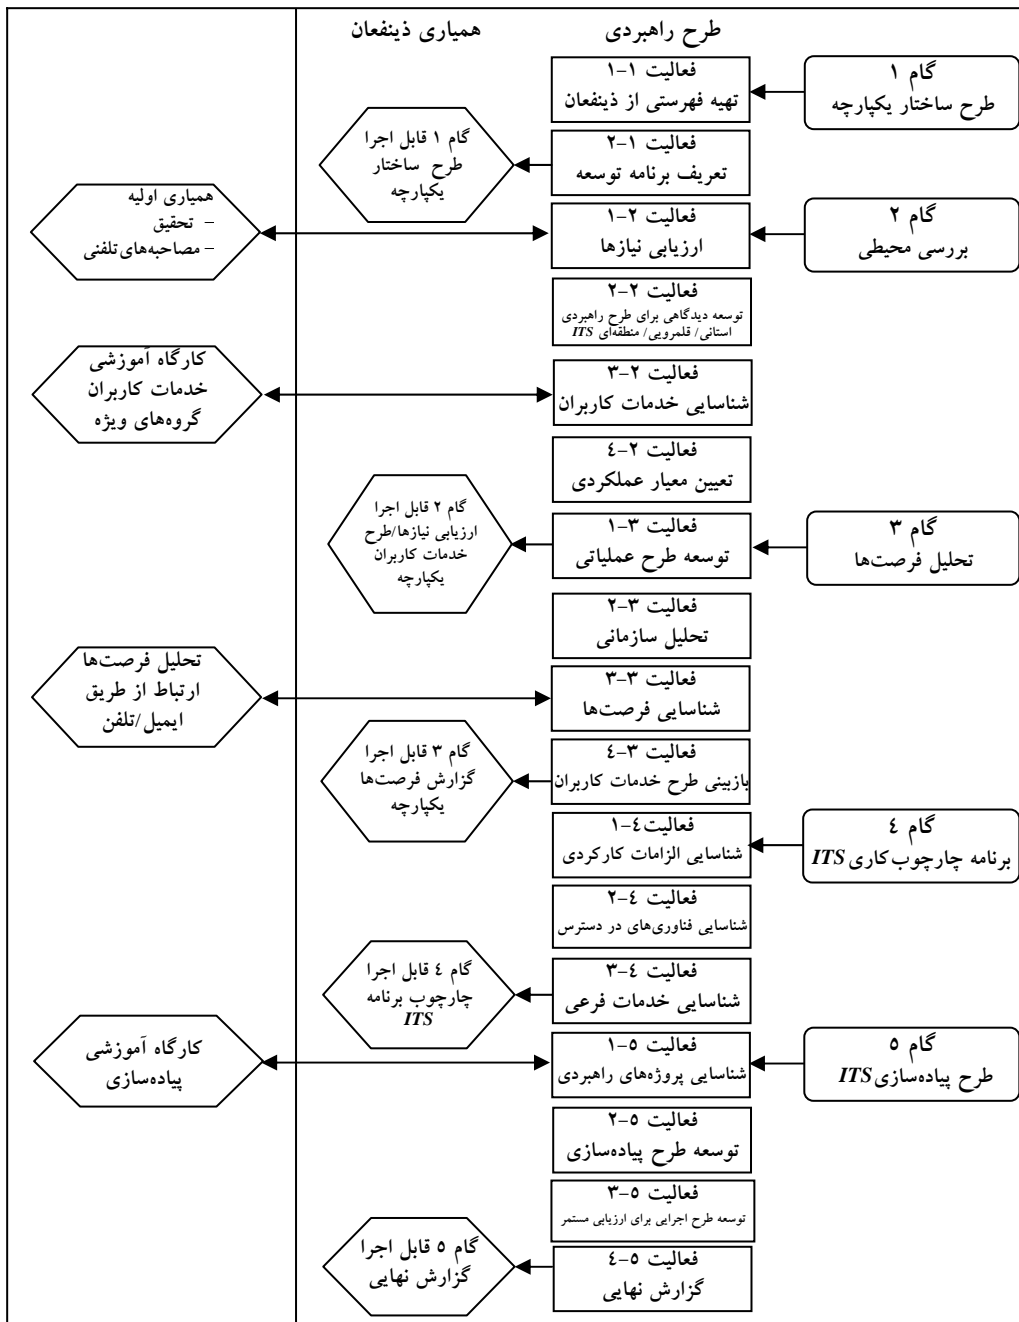 طرح راهبردی
همیاری ذینفعان
گام ۱
طرح ساختار یکپارچه
فعالیت ۱-۱
تهیه فهرستی از ذینفعان
فعالیت ۱-۲
تعریف برنامه توسعه
گام ۱ قابل اجرا
طرح ساختار
یکپارچه
گام ۲
بررسی محیطی
فعالیت ۲-۱
ارزیابی نیازها
همیاری اولیه
- تحقیق
- مصاحبه‌های تلفنی
فعالیت ۲-۲
توسعه دیدگاهی برای طرح راهبردی
استانی/ قلمرویی/ منطقه‌ای ITS
فعالیت ۲-۳
شناسایی خدمات کاربران
کارگاه آموزشی
خدمات کاربران
گروه‌های ویژه
فعالیت ۲-٤
تعیین معیار عملکردی
گام ۳
تحلیل فرصت‌ها
فعالیت ۳-۱
توسعه طرح عملیاتی
گام ۲ قابل اجرا
ارزیابی نیازها/طرح
خدمات کاربران
یکپارچه
فعالیت ۳-۲
تحلیل سازمانی
فعالیت ۳-۳
شناسایی فرصت‌ها
تحلیل فرصت‌ها
ارتباط از طریق
ایمیل/تلفن
فعالیت ۳-٤
بازبینی طرح خدمات کاربران
گام ۳ قابل اجرا
گزارش فرصت‌ها
یکپارچه
گام ٤
برنامه چارچوب کاری ITS
فعالیت ٤-۱
شناسایی الزامات کارکردی
فعالیت ٤-۲
شناسایی فناوری‌های در دسترس
فعالیت ٤-۳
شناسایی خدمات فرعی
گام ٤ قابل اجرا
چارچوب برنامه
ITS
گام ٥
طرح پیاده‌سازی ITS
فعالیت ٥-۱
شناسایی پروژه‌های راهبردی
کارگاه آموزشی
پیاده‌سازی
فعالیت ٥-۲
توسعه طرح پیاده‌سازی
فعالیت ٥-۳
توسعه طرح اجرایی برای ارزیابی مستمر
فعالیت ٥-٤
گزارش نهایی
گام ٥ قابل اجرا
گزارش نهایی